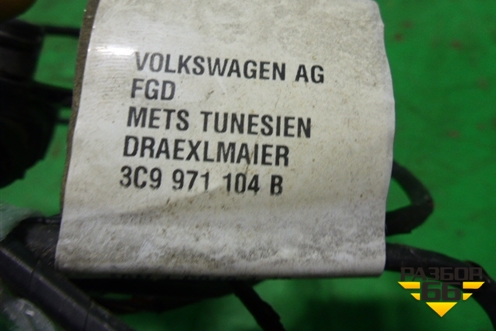 VOLKSWAGEN AG
FGD
METS TUNESIEN
DRAEXLMAIER
3C9 971 104 B
РАЗБОР
66